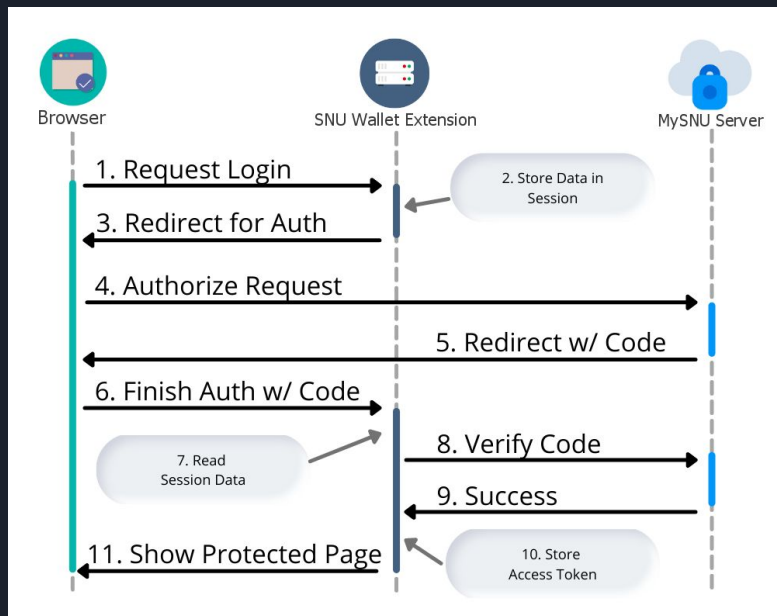 Browser
SNU Wallet Extension
MySNU Server
1. Request Login
2. Store Data in
Session
3. Redirect for Auth
4. Authorize Request
5. Redirect w/ Code
6. Finish Auth w/ Code
7. Read
Session Data
8. Verify Code
9. Success
10. Store
Access Token
11. Show Protected Page